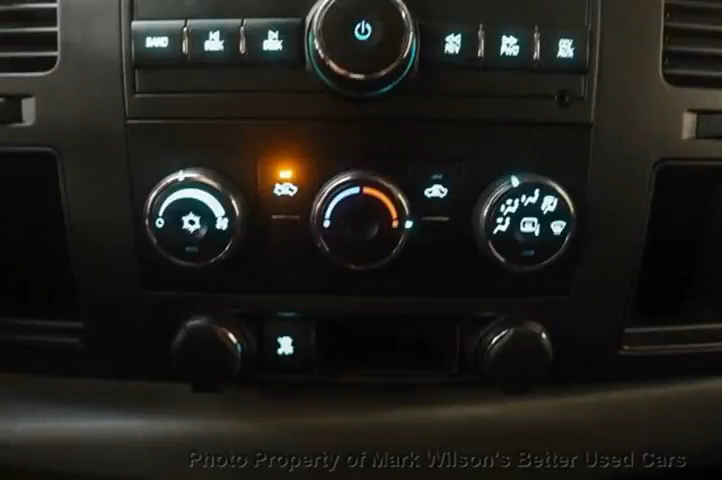 BAND SEEK SEEK REV FWD CD/AUX
Photo Property of Mark Wilson's Better Used Cars